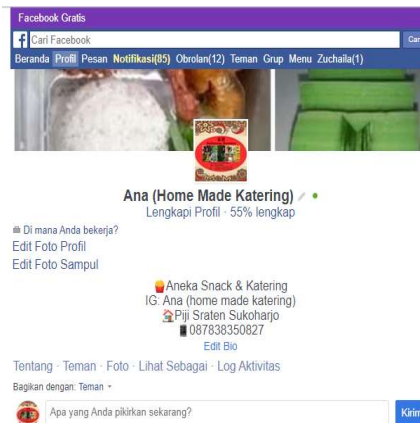 Facebook Gratis
Cari Facebook
Beranda Profil Pesan Notifikasi(85) Obrolan(12) Teman Grup Menu Zuchaila(1)
Ana (Home Made Katering)
Lengkapi Profil · 55% lengkap
Di mana Anda bekerja?
Edit Foto Profil
Edit Foto Sampul
🍟Aneka Snack & Katering
IG: Ana (home made katering)
🏠Piji Sraten Sukoharjo
📱087838350827
Edit Bio
Tentang · Teman · Foto · Lihat Sebagai · Log Aktivitas
Bagikan dengan: Teman
Apa yang Anda pikirkan sekarang?
Kirim